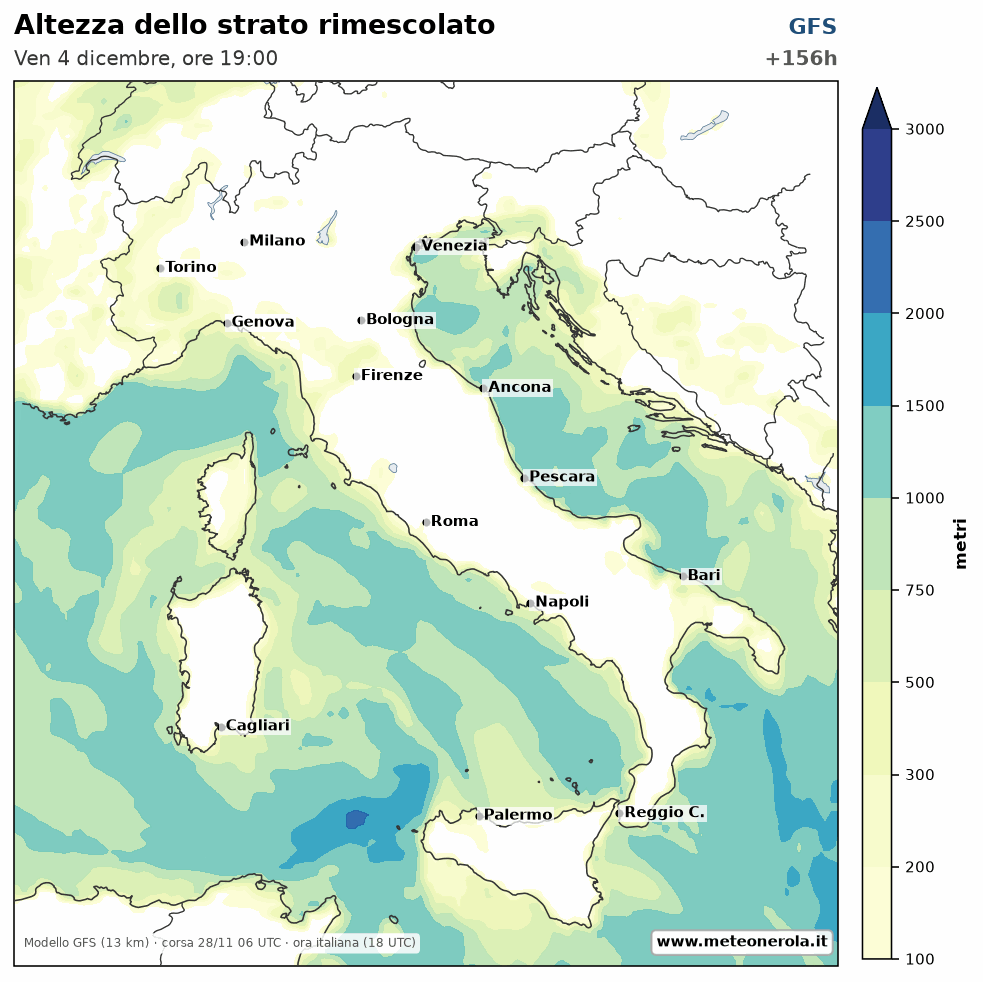 Altezza dello strato rimescolato
GFS
Ven 4 dicembre, ore 19:00
+156h
Milano
Venezia
Torino
Genova
Bologna
Firenze
Ancona
Pescara
Roma
Bari
Napoli
Cagliari
Palermo
Reggio C.
3000
2500
2000
1500
1000
750
500
300
200
100
metri
Modello GFS (13 km) · corsa 28/11 06 UTC · ora italiana (18 UTC)
www.meteonerola.it